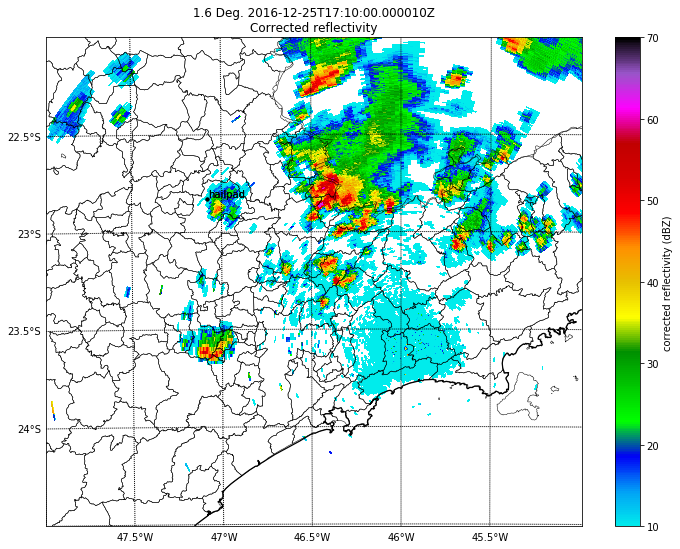 1.6 Deg. 2016-12-25T17:10:00.000010Z
Corrected reflectivity
22.5°S
23°S
23.5°S
24°S
47.5°W
47°W
46.5°W
46°W
45.5°W
hailpad
70
60
50
40
30
20
10
corrected reflectivity (dBZ)